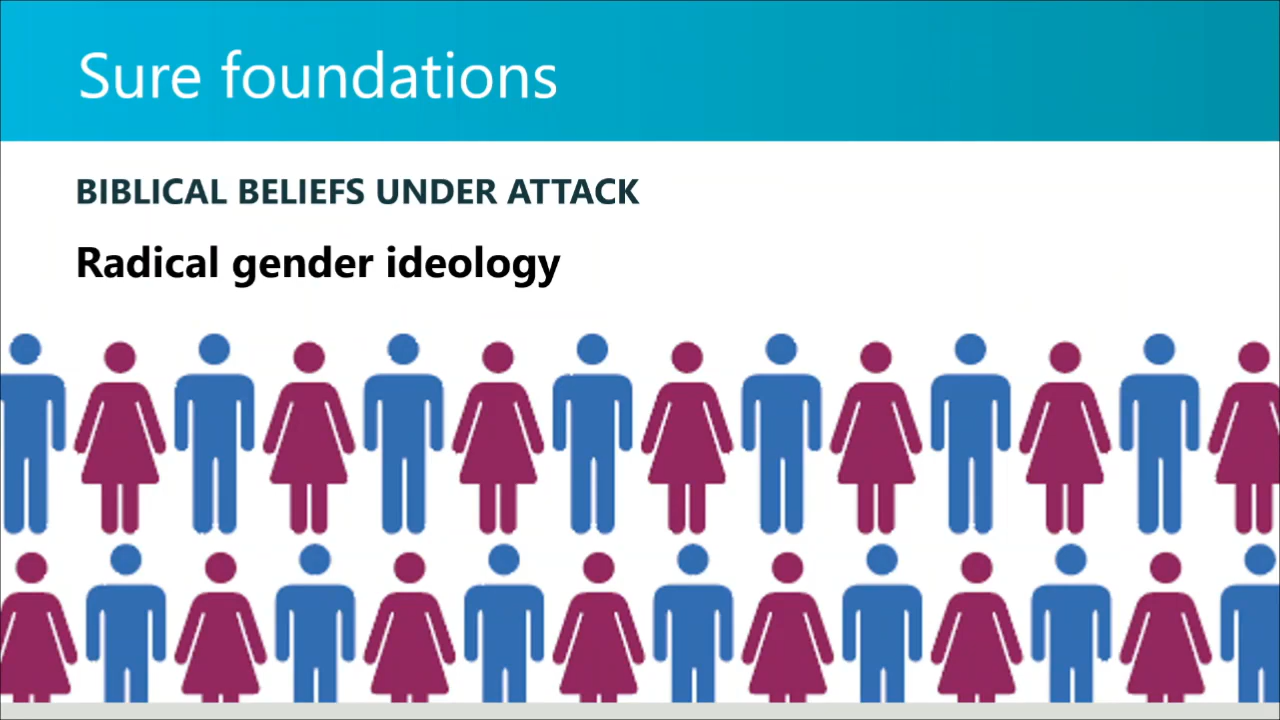 Sure foundations
BIBLICAL BELIEFS UNDER ATTACK
Radical gender ideology